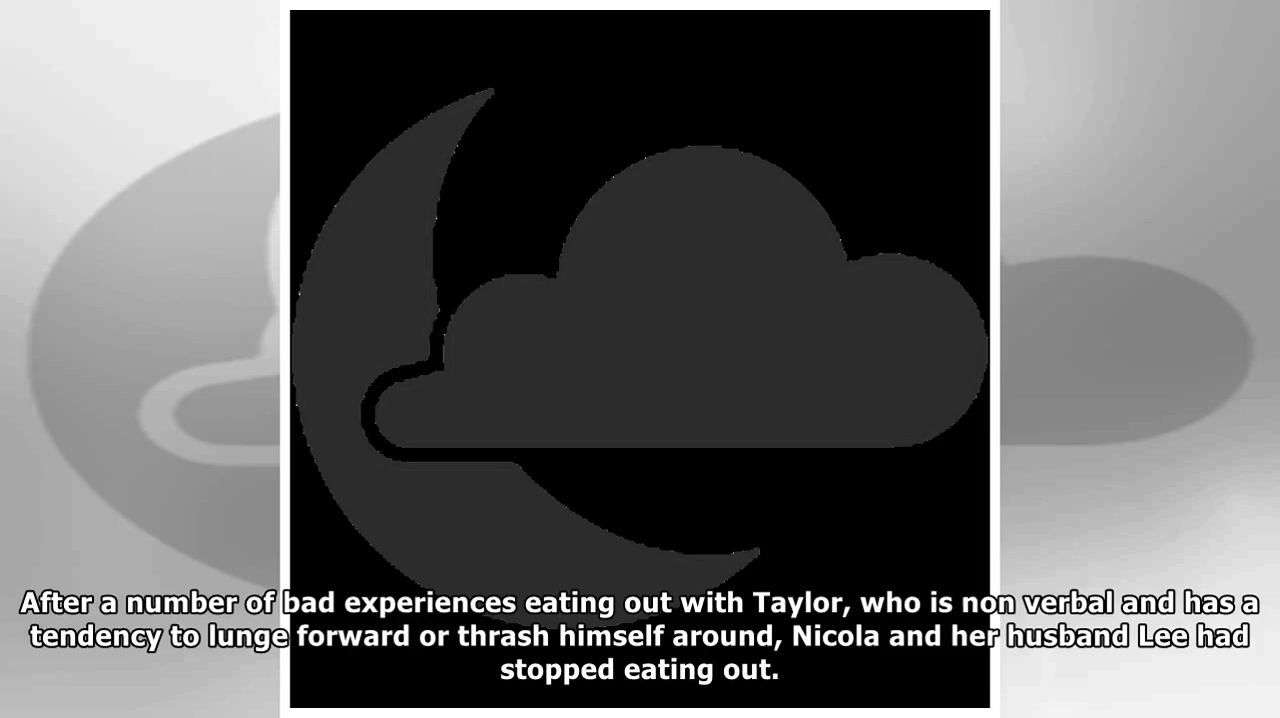 After a number of bad experiences eating out with Taylor, who is non verbal and has a
tendency to lunge forward or thrash himself around, Nicola and her husband Lee had
stopped eating out.